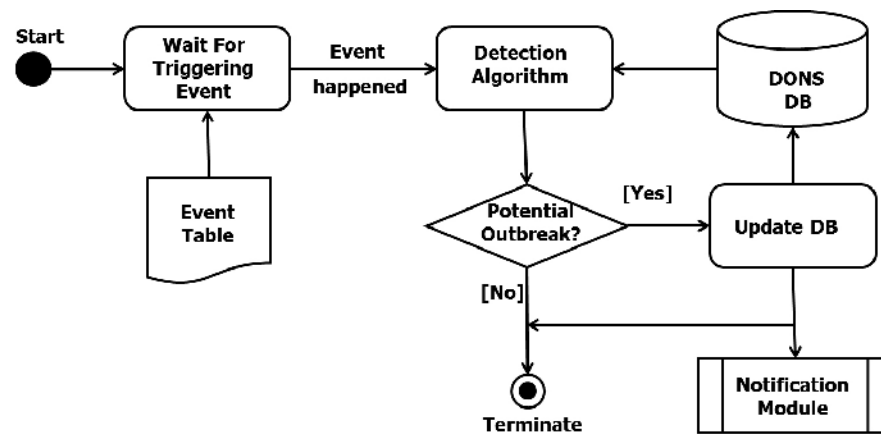 Start
Wait For
Triggering
Event
Event
happened
Detection
Algorithm
DONS
DB
Event
Table
Potential
Outbreak?
[Yes]
Update DB
[No]
Notification
Module
Terminate